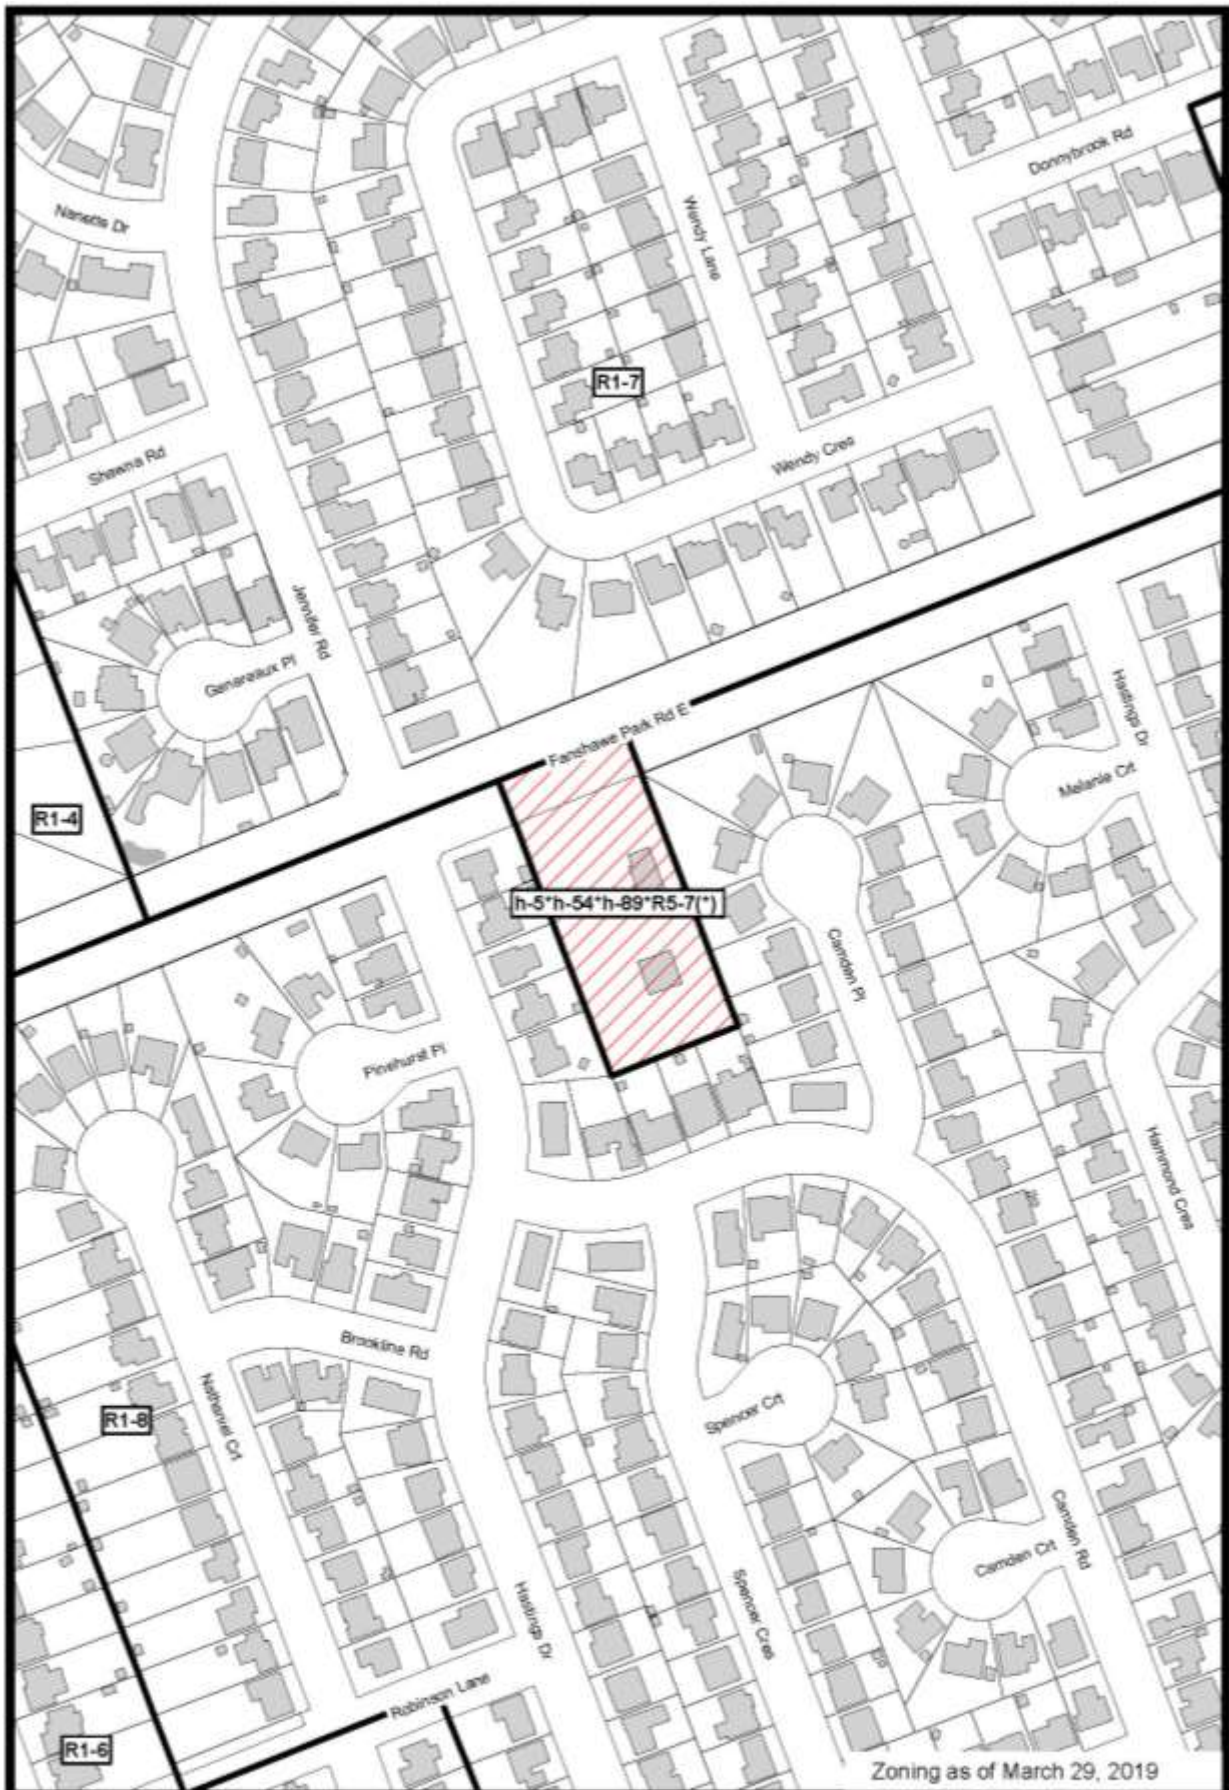 Donnybrook Rd
Nanette Dr
Wendy Lane
R1-7
Wendy Cres
Shawna Rd
Jennifer Rd
Genareaux Pl
Hastings Dr
Fanshawe Park Rd E
Melanie Crt
R1-4
h-5*h-54*h-89*R5-7(*)
Camden Pl
Pinehurst Pl
Hammond Cres
Brookline Rd
Nathaniel Crt
R1-8
Spencer Crt
Camden Rd
Camden Crt
Hastings Dr
Spencer Cres
Robinson Lane
R1-6
Zoning as of March 29, 2019